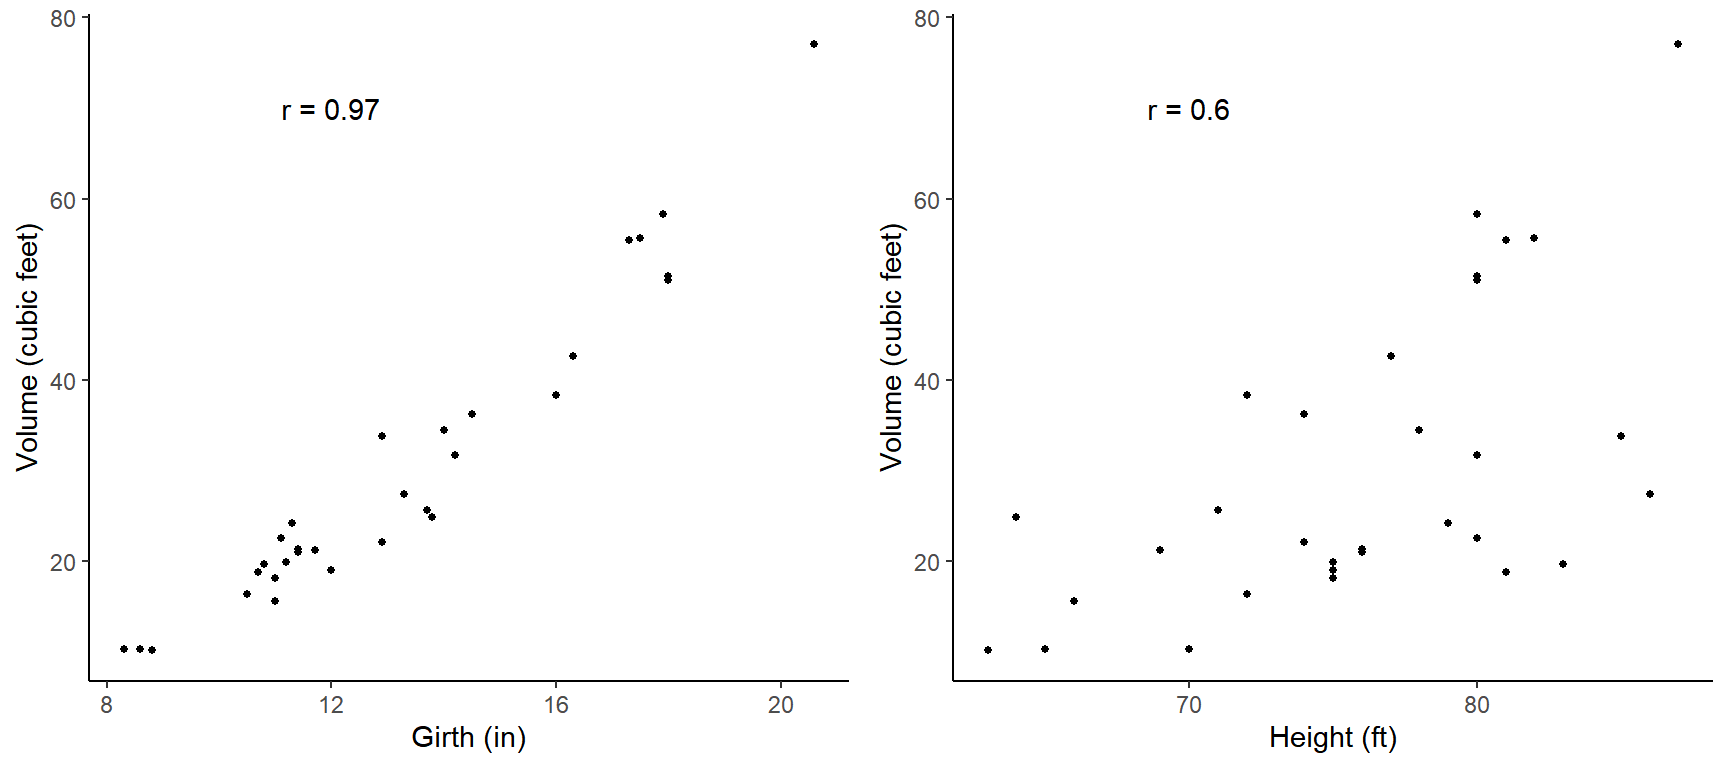 80
60
40
20
Volume (cubic feet)
r = 0.97
8 12 16 20
Girth (in)
80
60
40
20
Volume (cubic feet)
r = 0.6
70 80
Height (ft)